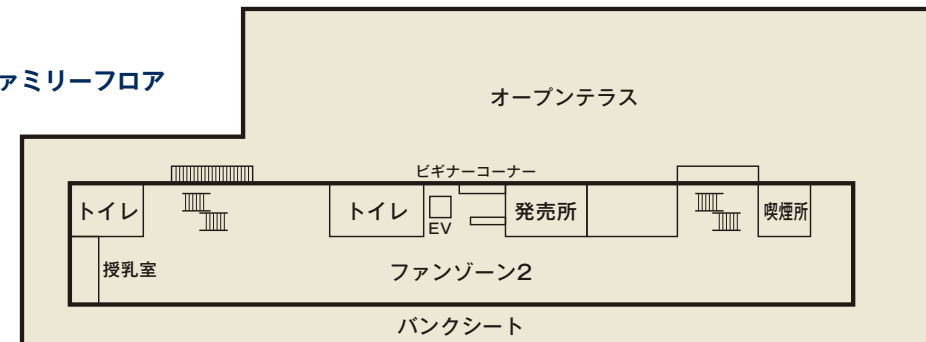 ァミリーフロア
オープンテラス
ビギナーコーナー
トイレ
トイレ
EV
発売所
喫煙所
授乳室
ファンゾーン2
バンクシート